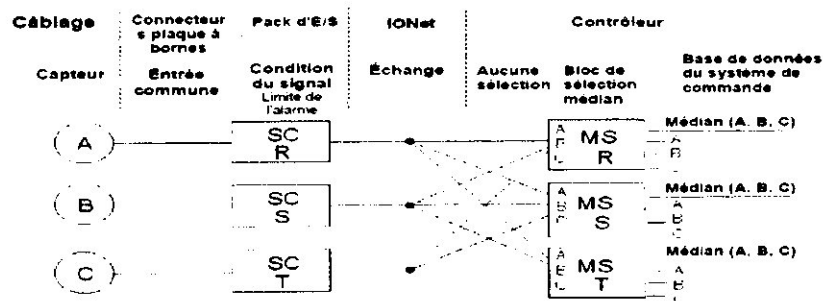 Câblage
Connecteur
s plaque à
bornes
Pack d'E/S
IONet
Contrôleur
Capteur
Entrée
commune
Condition
du signal
Limite de
l'alarme
Échange
Aucune
sélection
Bloc de
sélection
médian
Base de données
du système de
commande
A
SC
R
A
B
C
MS
R
Médian (A, B, C)
A
B
B
SC
S
A
B
C
MS
S
Médian (A, B, C)
A
B
C
C
SC
T
A
B
C
MS
T
Médian (A, B, C)
A
B